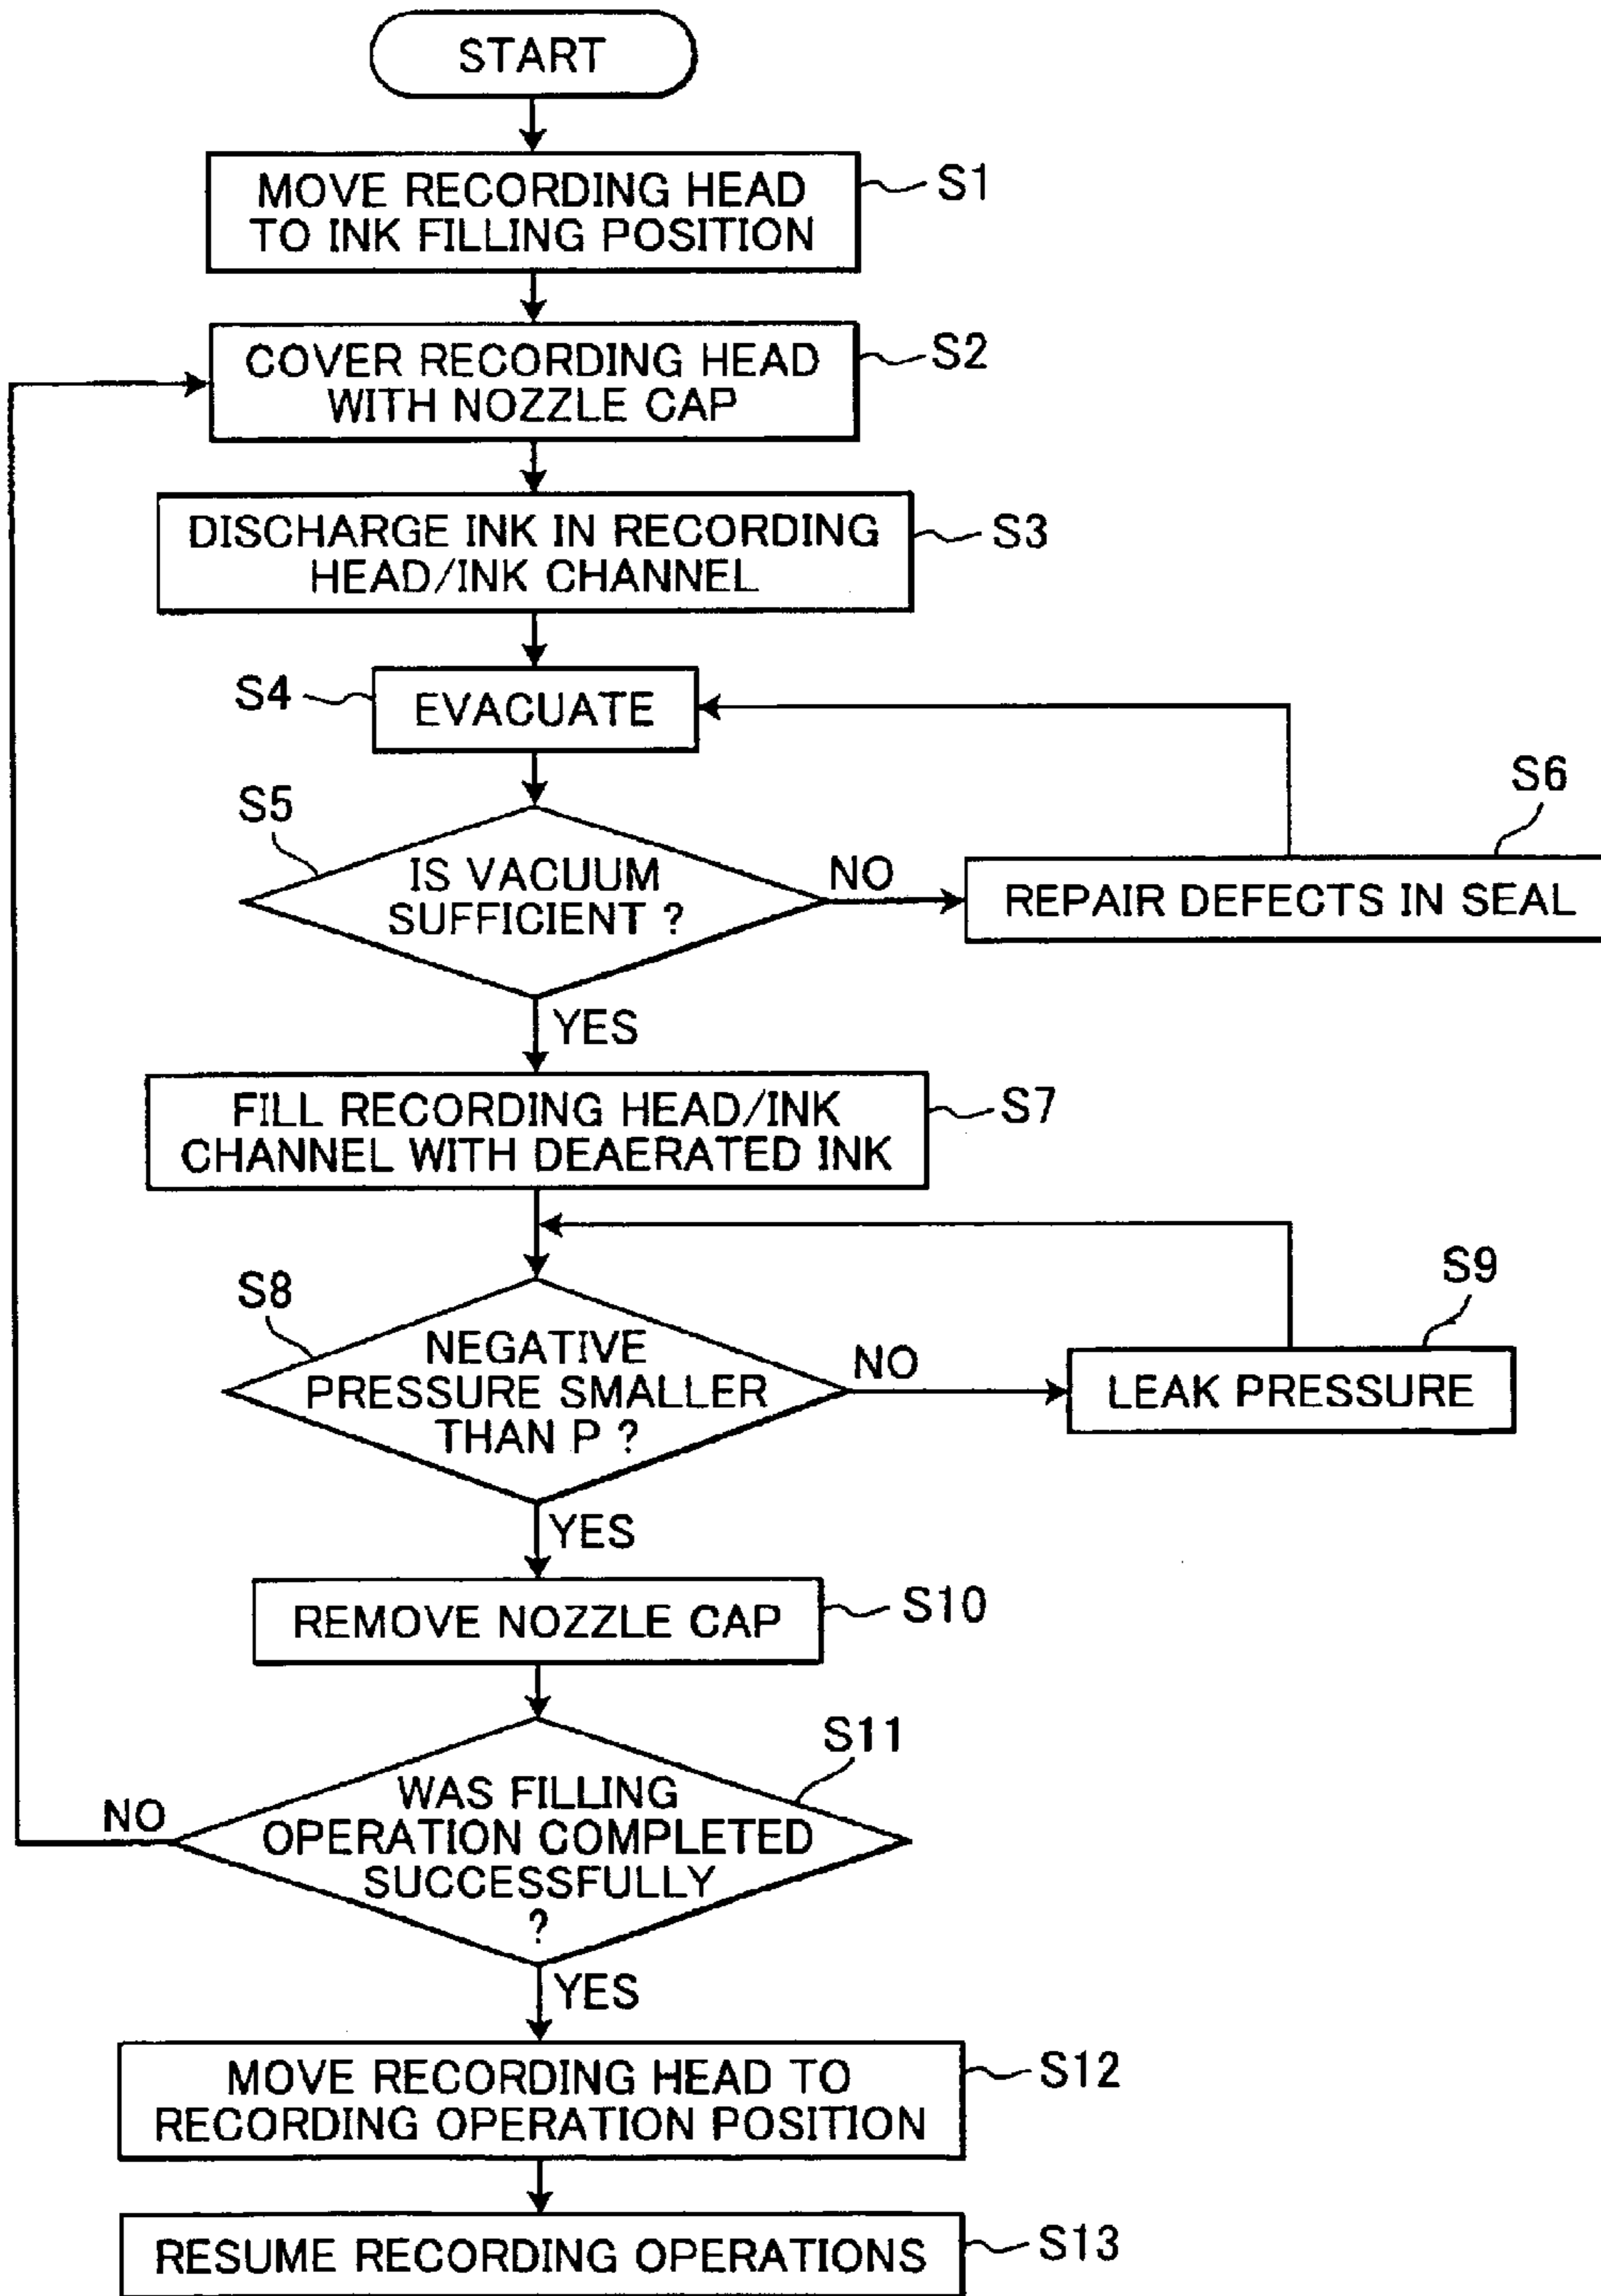 START
MOVE RECORDING HEAD
TO INK FILLING POSITION
S1
COVER RECORDING HEAD
WITH NOZZLE CAP
S2
DISCHARGE INK IN RECORDING
HEAD/INK CHANNEL
S3
S4
EVACUATE
S5
IS VACUUM
SUFFICIENT ?
NO
S6
REPAIR DEFECTS IN SEAL
YES
FILL RECORDING HEAD/INK
CHANNEL WITH DEAERATED INK
S7
S8
NEGATIVE
PRESSURE SMALLER
THAN P ?
NO
S9
LEAK PRESSURE
YES
REMOVE NOZZLE CAP
S10
S11
WAS FILLING
OPERATION COMPLETED
SUCCESSFULLY
?
NO
YES
MOVE RECORDING HEAD TO
RECORDING OPERATION POSITION
S12
RESUME RECORDING OPERATIONS
S13